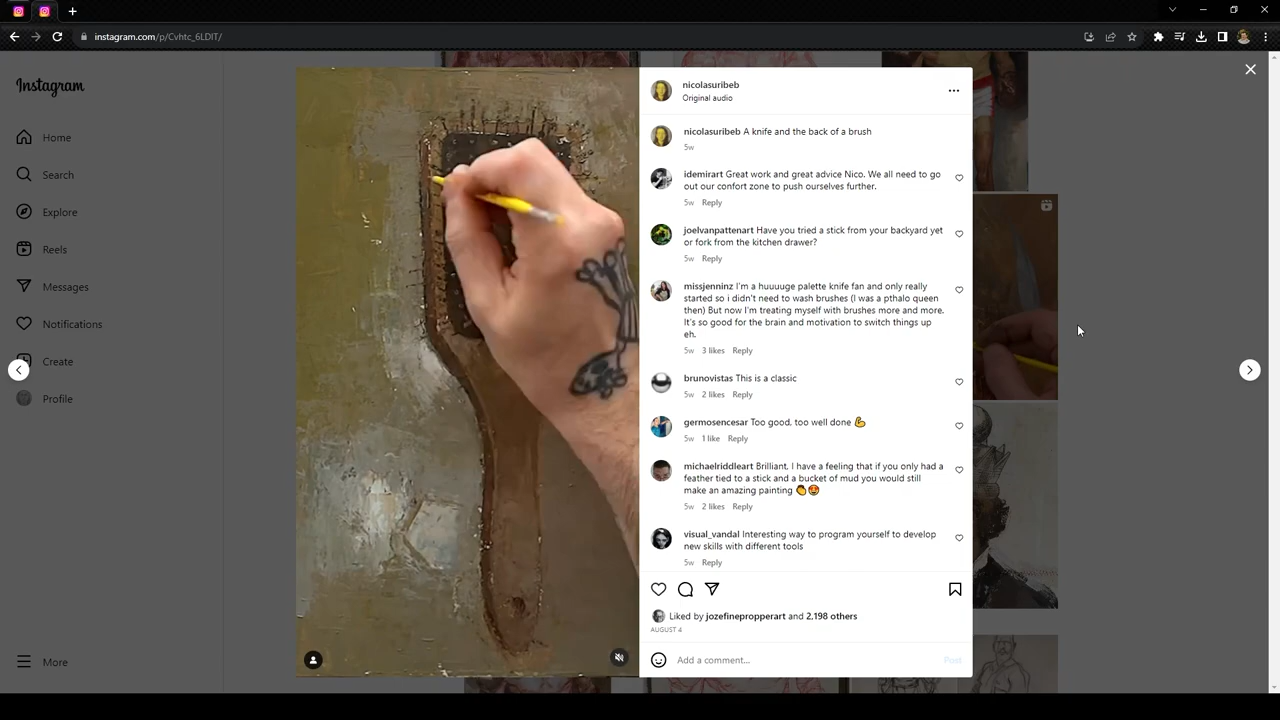 instagram.com/p/Cvhtc_6LDIT/
Instagram
Home
Search
Explore
Reels
Messages
Notifications
Create
Profile
More
nicolasuribeb
Original audio
nicolasuribeb A knife and the back of a brush
5w
idemirart Great work and great advice Nico. We all need to go
out our confort zone to push ourselves further.
5w Reply
joelvanpattenart Have you tried a stick from your backyard yet
or fork from the kitchen drawer?
5w Reply
missjenninz I'm a huuuuge palette knife fan and only really
started so i didn't need to wash brushes (I was a pthalo queen
then) But now I'm treating myself with brushes more and more.
It's so good for the brain and motivation to switch things up
eh.
5w 3 likes Reply
brunovistas This is a classic
5w 2 likes Reply
germosencesar Too good, too well done 💪
5w 1 like Reply
michaelriddleart Brilliant, I have a feeling that if you only had a
feather tied to a stick and a bucket of mud you would still
make an amazing painting 👏😍
5w 2 likes Reply
visual_vandal Interesting way to program yourself to develop
new skills with different tools
5w Reply
Liked by jozefinepropperart and 2,198 others
AUGUST 4
Add a comment...
Post